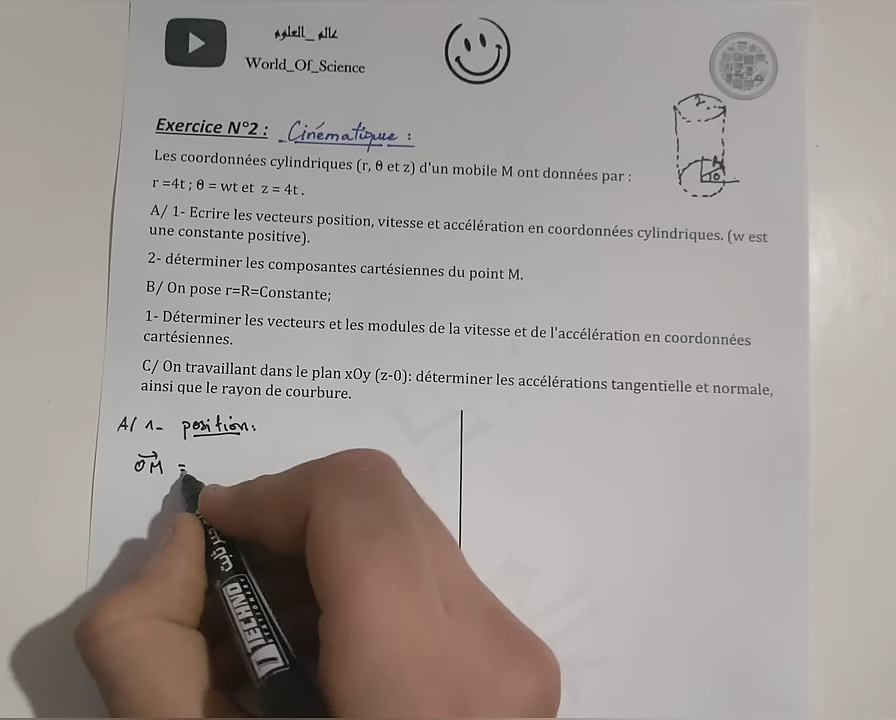 عالم_العلوم
World_Of_Science
Exercice N°2 : Cinématique :
Les coordonnées cylindriques (r, θ et z) d'un mobile M ont données par :
r =4t ; θ = wt et z = 4t .
A/ 1- Ecrire les vecteurs position, vitesse et accélération en coordonnées cylindriques. (w est
une constante positive).
2- déterminer les composantes cartésiennes du point M.
B/ On pose r=R=Constante;
1- Déterminer les vecteurs et les modules de la vitesse et de l'accélération en coordonnées
cartésiennes.
C/ On travaillant dans le plan xOy (z-0): déterminer les accélérations tangentielle et normale,
ainsi que le rayon de courbure.
A/ 1- position:
OM⃗ =
TECHNO